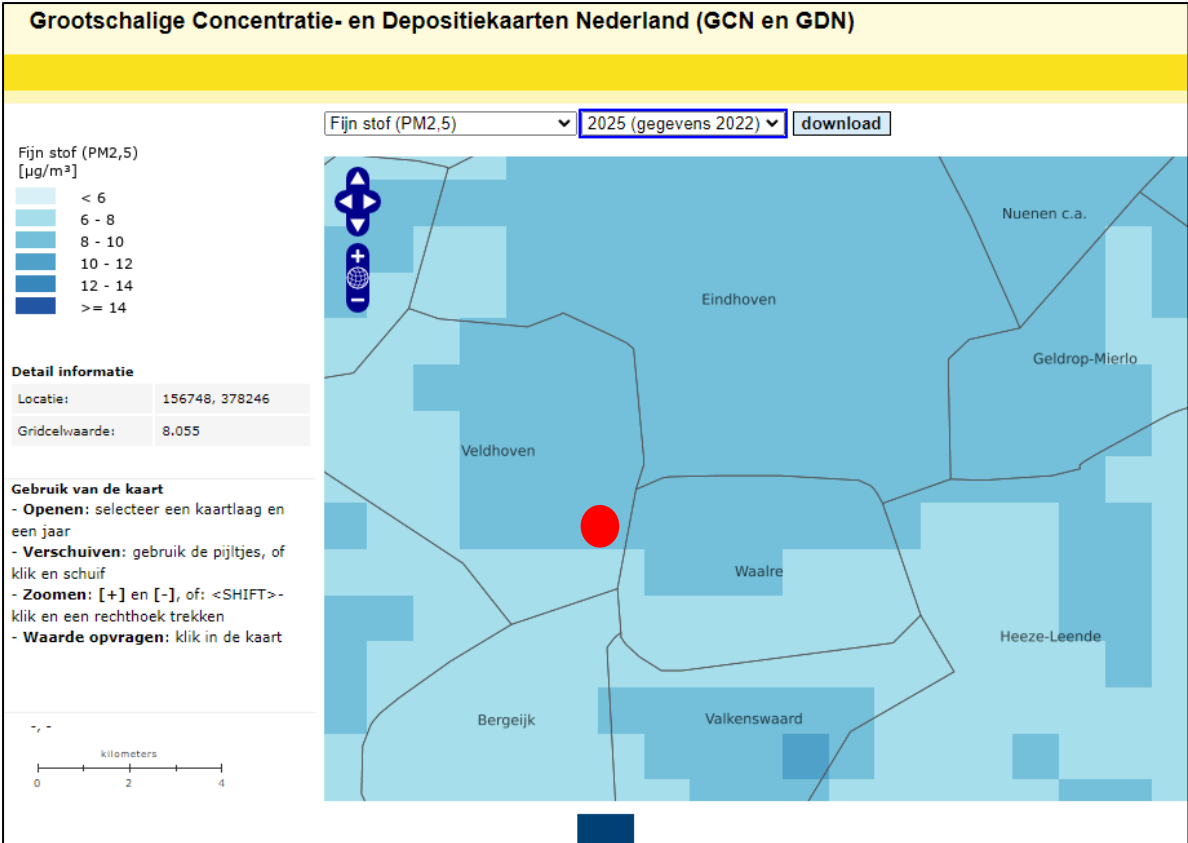 Grootschalige Concentratie- en Depositiekaarten Nederland (GCN en GDN)
Fijn stof (PM2,5)
2025 (gegevens 2022)
download
Fijn stof (PM2,5)
[µg/m³]
< 6
6 - 8
8 - 10
10 - 12
12 - 14
>= 14
Detail informatie
Locatie: 156748, 378246
Gridcelwaarde: 8.055
Gebruik van de kaart
- Openen: selecteer een kaartlaag en
een jaar
- Verschuiven: gebruik de pijltjes, of
klik en schuif
- Zoomen: [+] en [-], of: <SHIFT>-
klik en een rechthoek trekken
- Waarde opvragen: klik in de kaart
-, -
kilometers
0 2 4
Nuenen c.a.
Eindhoven
Geldrop-Mierlo
Veldhoven
Waalre
Heeze-Leende
Bergeijk
Valkenswaard